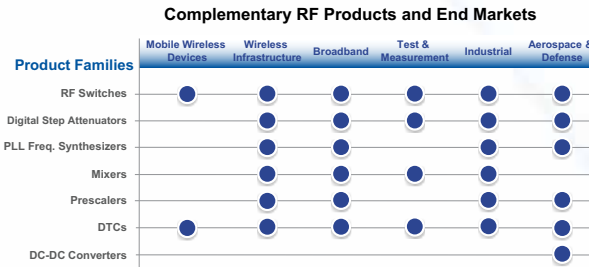 Complementary RF Products and End Markets
Mobile Wireless Devices
Wireless Infrastructure
Broadband
Test & Measurement
Industrial
Aerospace & Defense
Product Families
RF Switches
Digital Step Attenuators
PLL Freq. Synthesizers
Mixers
Prescalers
DTCs
DC-DC Converters